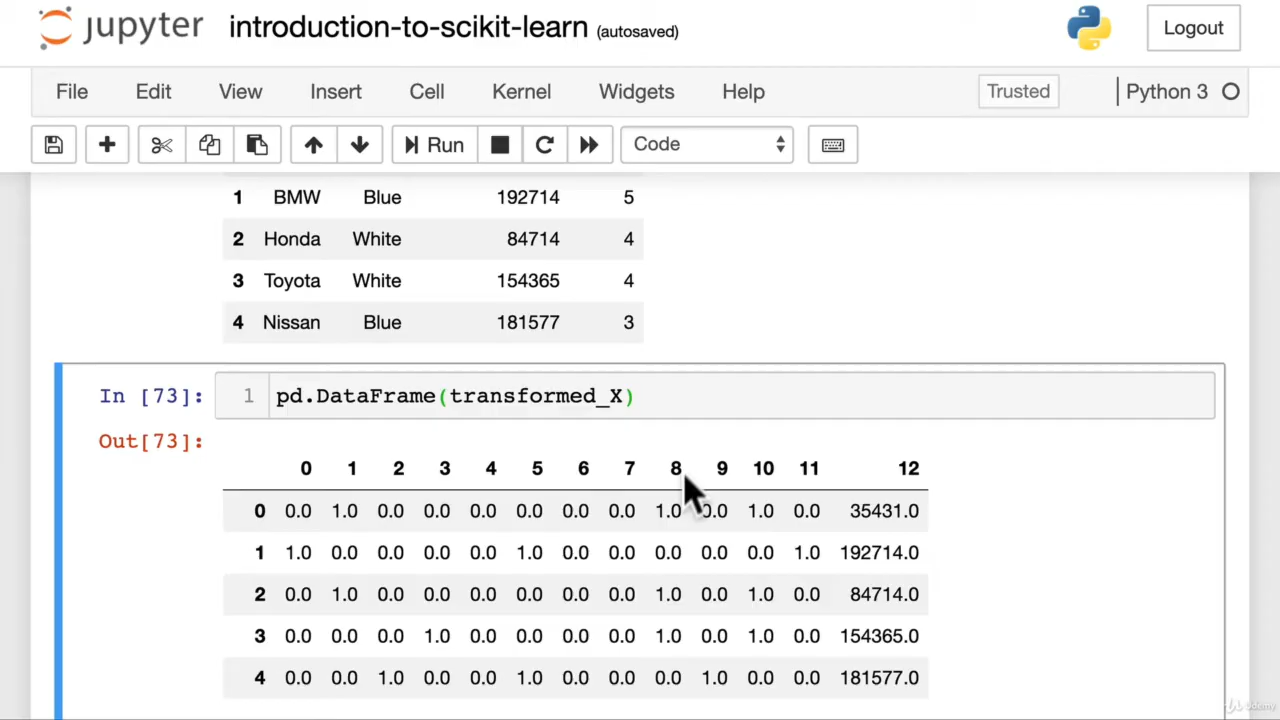 jupyter introduction-to-scikit-learn (autosaved) Logout
File Edit View Insert Cell Kernel Widgets Help Trusted Python 3
Run Code
1 BMW Blue 192714 5
2 Honda White 84714 4
3 Toyota White 154365 4
4 Nissan Blue 181577 3
In [73]: 1 pd.DataFrame(transformed_X)
Out[73]:
0 1 2 3 4 5 6 7 8 9 10 11 12
0 0.0 1.0 0.0 0.0 0.0 0.0 0.0 0.0 1.0 0.0 1.0 0.0 35431.0
1 1.0 0.0 0.0 0.0 0.0 1.0 0.0 0.0 0.0 0.0 0.0 1.0 192714.0
2 0.0 1.0 0.0 0.0 0.0 0.0 0.0 0.0 1.0 0.0 1.0 0.0 84714.0
3 0.0 0.0 0.0 1.0 0.0 0.0 0.0 0.0 1.0 0.0 1.0 0.0 154365.0
4 0.0 0.0 1.0 0.0 0.0 1.0 0.0 0.0 0.0 1.0 0.0 0.0 181577.0
Udemy